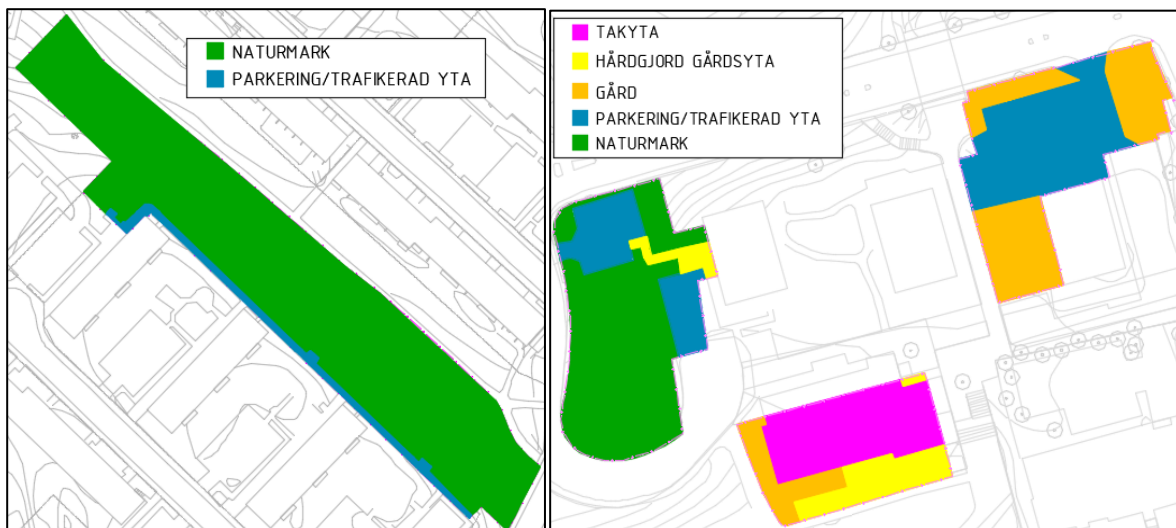 NATURMARK
PARKERING/TRAFIKERAD YTA
TAKYTA
HÅRDGJORD GÅRDSYTA
GÅRD
PARKERING/TRAFIKERAD YTA
NATURMARK